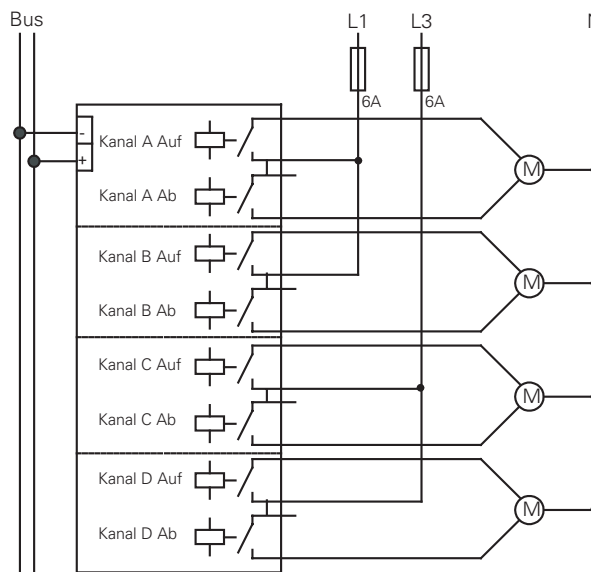 Bus
L1
L3
N
6A
6A
-
+
Kanal A Auf
Kanal A Ab
M
Kanal B Auf
Kanal B Ab
M
Kanal C Auf
Kanal C Ab
M
Kanal D Auf
Kanal D Ab
M